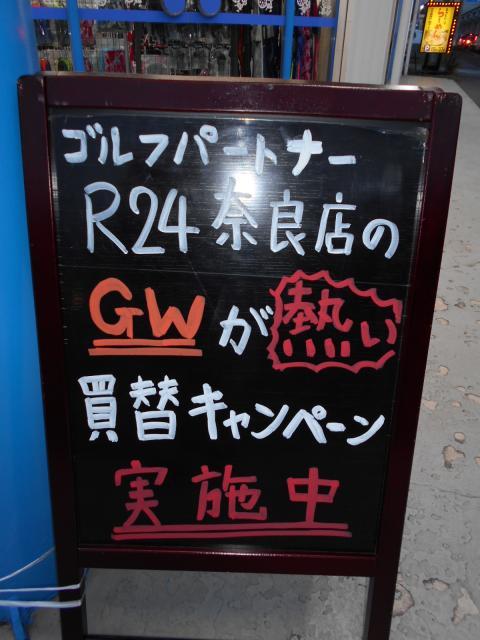 ゴルフパートナー
R24奈良店の
GWが熱い
買替キャンペーン
実施中